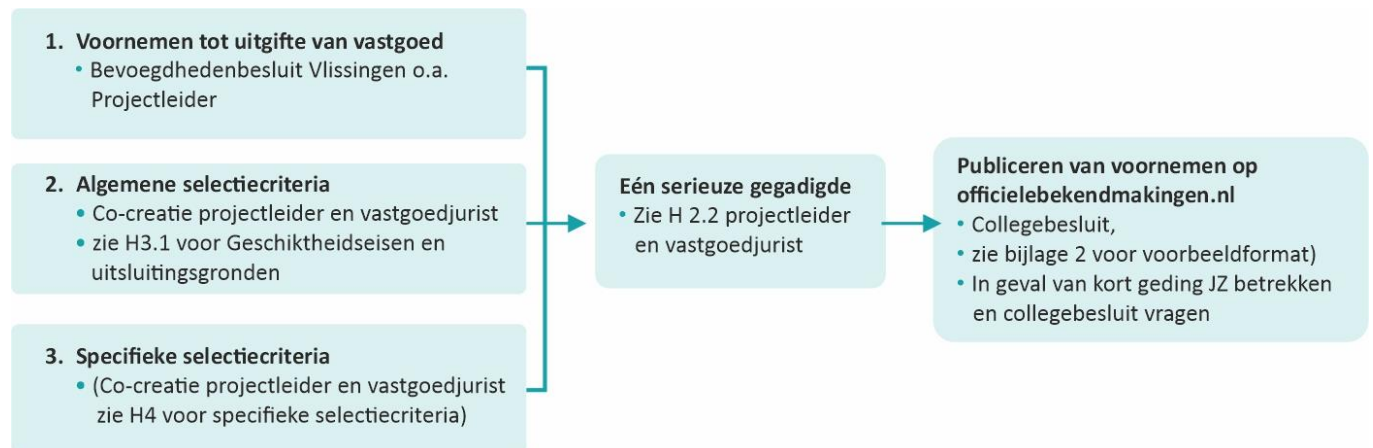 1. Voornemen tot uitgifte van vastgoed
• Bevoegdhedenbesluit Vlissingen o.a.
Projectleider
2. Algemene selectiecriteria
• Co-creatie projectleider en vastgoedjurist
• zie H3.1 voor Geschiktheidseisen en
uitsluitingsgronden
3. Specifieke selectiecriteria
• (Co-creatie projectleider en vastgoedjurist
zie H4 voor specifieke selectiecriteria)
Eén serieuze gegadigde
• Zie H 2.2 projectleider
en vastgoedjurist
Publiceren van voornemen op
officielebekendmakingen.nl
• Collegebesluit,
• zie bijlage 2 voor voorbeeldformat)
• In geval van kort geding JZ betrekken
en collegebesluit vragen